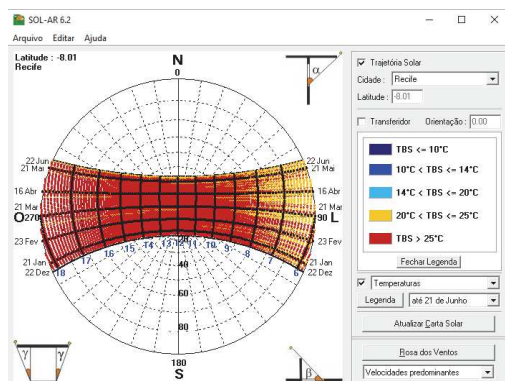 SOL-AR 6.2
Arquivo Editar Ajuda
Latitude : -8.01
Recife
N
0
α
22 Jun
21 Mai
16 Abr
21 Mar
O 270
23 Fev
21 Jan
22 Dez
22 Jun
21 Mai
16 Abr
21 Mar
90 L
23 Fev
21 Jan
22 Dez
18 17 16 15 14 13 12 11 10 9 8 7 6
20
40
60
80
180
S
γ γ
β
Trajetória Solar
Cidade : Recife
Latitude : -8.01
Transferidor Orientação : 0.00
TBS <= 10°C
10°C < TBS <= 14°C
14°C < TBS <= 20°C
20°C < TBS <= 25°C
TBS > 25°C
Fechar Legenda
Temperaturas
Legenda até 21 de Junho
Atualizar Carta Solar
Rosa dos Ventos
Velocidades predominantes